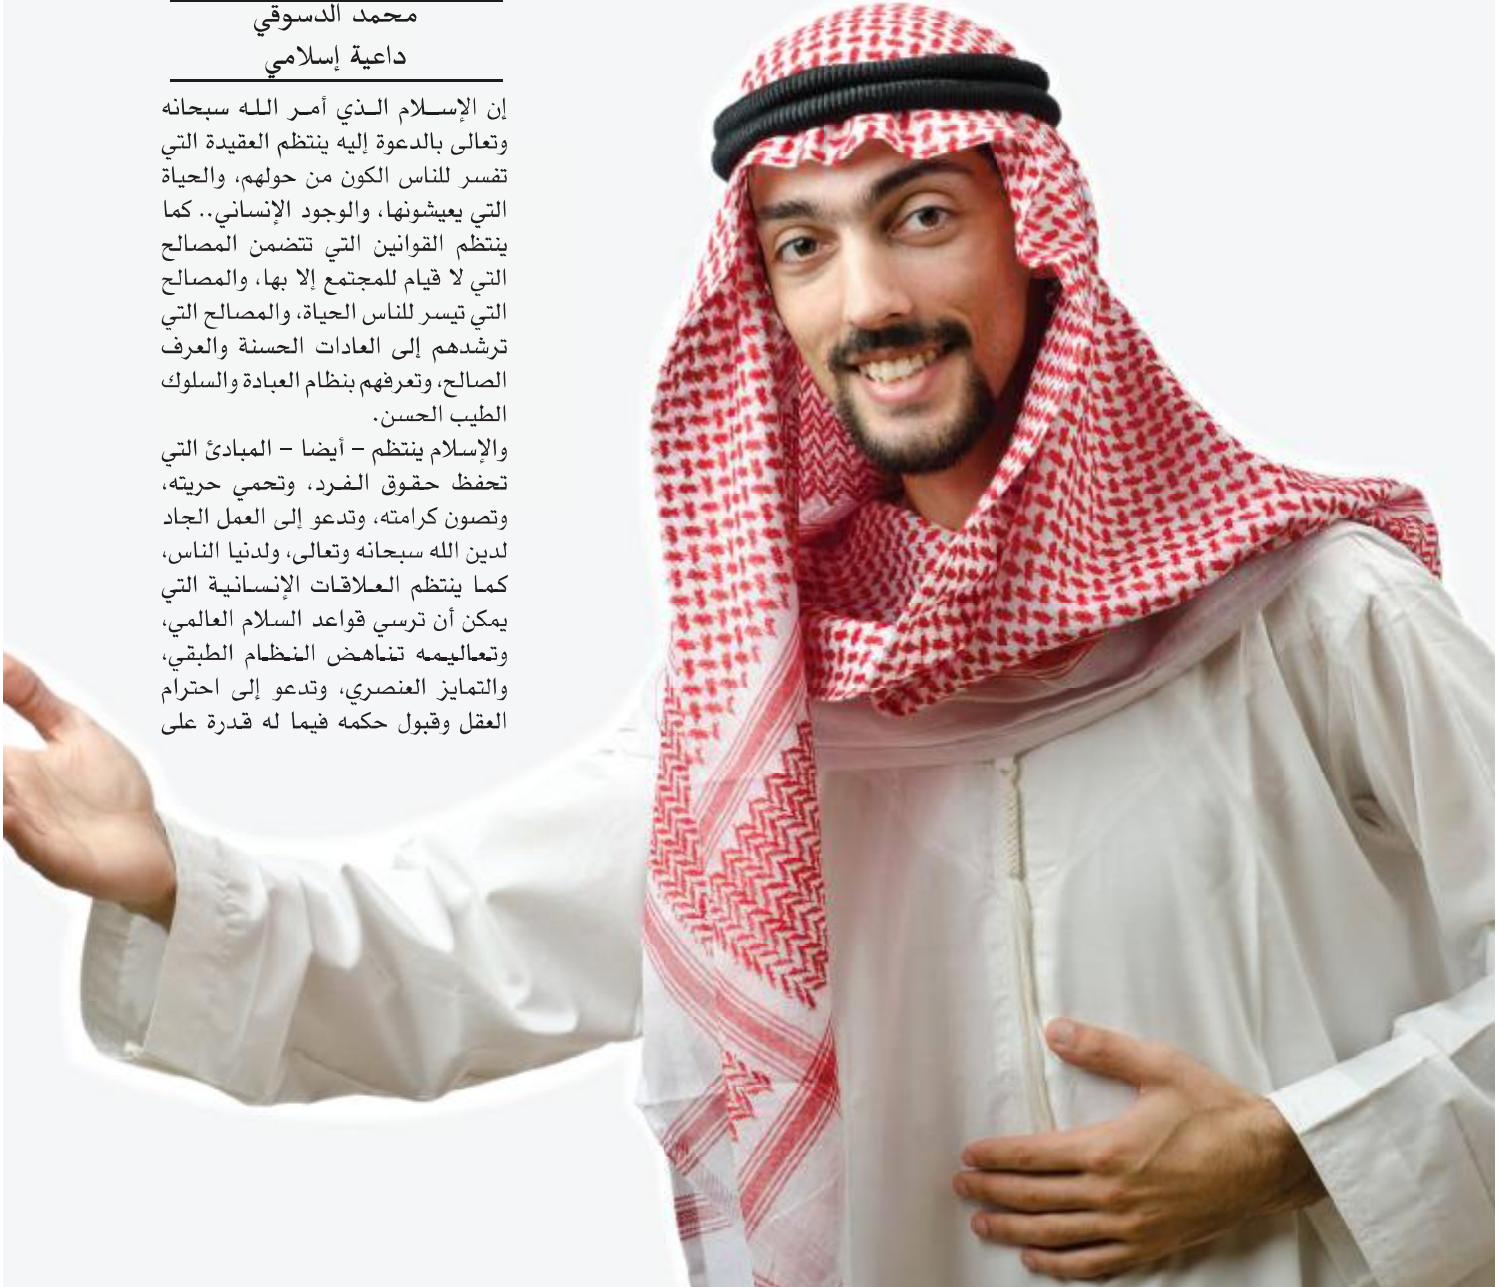 محمد الدسوقي
داعية إسلامي
إن الإسلام الذي أمر الله سبحانه
وتعالى بالدعوة إليه ينتظم العقيدة التي
تفسر للناس الكون من حولهم، والحياة
التي يعيشونها، والوجود الإنساني.. كما
ينتظم القوانين التي تتضمن المصالح
التي لا قيام للمجتمع إلا بها، والمصالح
التي تيسر للناس الحياة، والمصالح التي
ترشدهم إلى العادات الحسنة والعرف
الصالح، وتعرفهم بنظام العبادة والسلوك
الطيب الحسن.
والإسلام ينتظم – أيضا – المبادئ التي
تحفظ حقوق الفرد، وتحمي حريته،
وتصون كرامته، وتدعو إلى العمل الجاد
لدين الله سبحانه وتعالى، ولدنيا الناس،
كما ينتظم العلاقات الإنسانية التي
يمكن أن ترسي قواعد السلام العالمي،
وتعاليمه تناهض النظام الطبقي،
والتمايز العنصري، وتدعو إلى احترام
العقل وقبول حكمه فيما له قدرة على